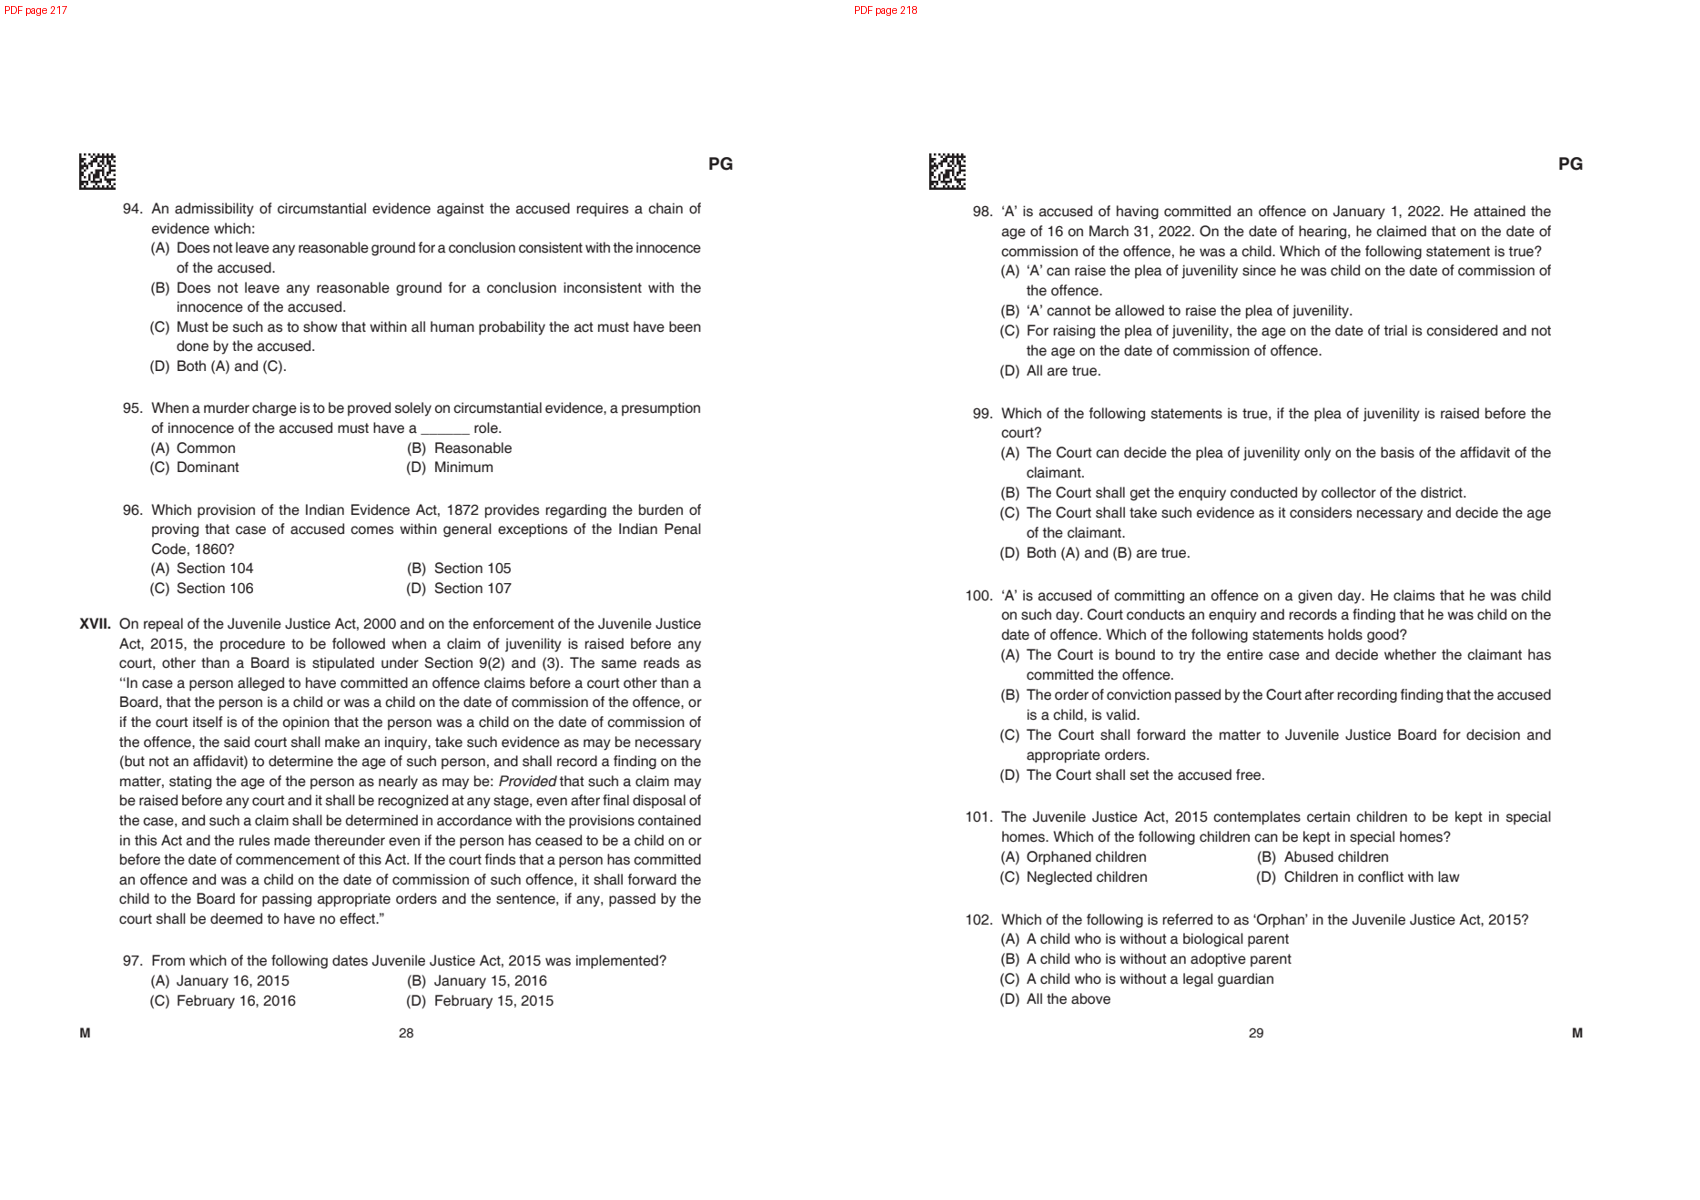 PDF page 217
PG
94. An admissibility of circumstantial evidence against the accused requires a chain of
evidence which:
(A) Does not leave any reasonable ground for a conclusion consistent with the innocence
of the accused.
(B) Does not leave any reasonable ground for a conclusion inconsistent with the
innocence of the accused.
(C) Must be such as to show that within all human probability the act must have been
done by the accused.
(D) Both (A) and (C).
95. When a murder charge is to be proved solely on circumstantial evidence, a presumption
of innocence of the accused must have a ______ role.
(A) Common (B) Reasonable
(C) Dominant (D) Minimum
96. Which provision of the Indian Evidence Act, 1872 provides regarding the burden of
proving that case of accused comes within general exceptions of the Indian Penal
Code, 1860?
(A) Section 104 (B) Section 105
(C) Section 106 (D) Section 107
XVII. On repeal of the Juvenile Justice Act, 2000 and on the enforcement of the Juvenile Justice
Act, 2015, the procedure to be followed when a claim of juvenility is raised before any
court, other than a Board is stipulated under Section 9(2) and (3). The same reads as
‘‘In case a person alleged to have committed an offence claims before a court other than a
Board, that the person is a child or was a child on the date of commission of the offence, or
if the court itself is of the opinion that the person was a child on the date of commission of
the offence, the said court shall make an inquiry, take such evidence as may be necessary
(but not an affidavit) to determine the age of such person, and shall record a finding on the
matter, stating the age of the person as nearly as may be: Provided that such a claim may
be raised before any court and it shall be recognized at any stage, even after final disposal of
the case, and such a claim shall be determined in accordance with the provisions contained
in this Act and the rules made thereunder even if the person has ceased to be a child on or
before the date of commencement of this Act. If the court finds that a person has committed
an offence and was a child on the date of commission of such offence, it shall forward the
child to the Board for passing appropriate orders and the sentence, if any, passed by the
court shall be deemed to have no effect.”
97. From which of the following dates Juvenile Justice Act, 2015 was implemented?
(A) January 16, 2015 (B) January 15, 2016
(C) February 16, 2016 (D) February 15, 2015
M 28
PDF page 218
PG
98. ‘A’ is accused of having committed an offence on January 1, 2022. He attained the
age of 16 on March 31, 2022. On the date of hearing, he claimed that on the date of
commission of the offence, he was a child. Which of the following statement is true?
(A) ‘A’ can raise the plea of juvenility since he was child on the date of commission of
the offence.
(B) ‘A’ cannot be allowed to raise the plea of juvenility.
(C) For raising the plea of juvenility, the age on the date of trial is considered and not
the age on the date of commission of offence.
(D) All are true.
99. Which of the following statements is true, if the plea of juvenility is raised before the
court?
(A) The Court can decide the plea of juvenility only on the basis of the affidavit of the
claimant.
(B) The Court shall get the enquiry conducted by collector of the district.
(C) The Court shall take such evidence as it considers necessary and decide the age
of the claimant.
(D) Both (A) and (B) are true.
100. ‘A’ is accused of committing an offence on a given day. He claims that he was child
on such day. Court conducts an enquiry and records a finding that he was child on the
date of offence. Which of the following statements holds good?
(A) The Court is bound to try the entire case and decide whether the claimant has
committed the offence.
(B) The order of conviction passed by the Court after recording finding that the accused
is a child, is valid.
(C) The Court shall forward the matter to Juvenile Justice Board for decision and
appropriate orders.
(D) The Court shall set the accused free.
101. The Juvenile Justice Act, 2015 contemplates certain children to be kept in special
homes. Which of the following children can be kept in special homes?
(A) Orphaned children (B) Abused children
(C) Neglected children (D) Children in conflict with law
102. Which of the following is referred to as ‘Orphan’ in the Juvenile Justice Act, 2015?
(A) A child who is without a biological parent
(B) A child who is without an adoptive parent
(C) A child who is without a legal guardian
(D) All the above
29 M